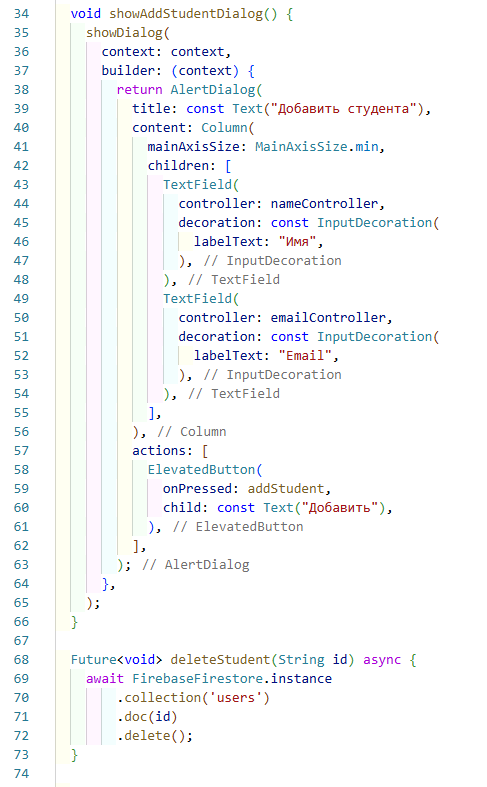 34 void showAddStudentDialog() {
35 showDialog(
36 context: context,
37 builder: (context) {
38 return AlertDialog(
39 title: const Text("Добавить студента"),
40 content: Column(
41 mainAxisSize: MainAxisSize.min,
42 children: [
43 TextField(
44 controller: nameController,
45 decoration: const InputDecoration(
46 labelText: "Имя",
47 ), // InputDecoration
48 ), // TextField
49 TextField(
50 controller: emailController,
51 decoration: const InputDecoration(
52 labelText: "Email",
53 ), // InputDecoration
54 ), // TextField
55 ],
56 ), // Column
57 actions: [
58 ElevatedButton(
59 onPressed: addStudent,
60 child: const Text("Добавить"),
61 ), // ElevatedButton
62 ],
63 ); // AlertDialog
64 },
65 );
66 }
67
68 Future<void> deleteStudent(String id) async {
69 await FirebaseFirestore.instance
70 .collection('users')
71 .doc(id)
72 .delete();
73 }
74